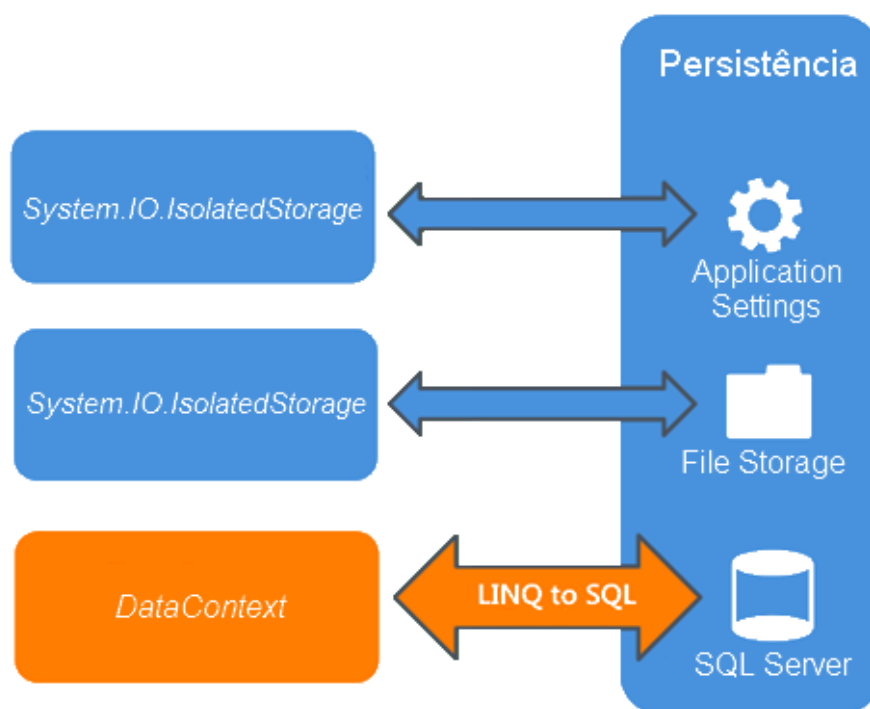 Persistência
System.IO.IsolatedStorage
Application
Settings
System.IO.IsolatedStorage
File Storage
DataContext
LINQ to SQL
SQL Server